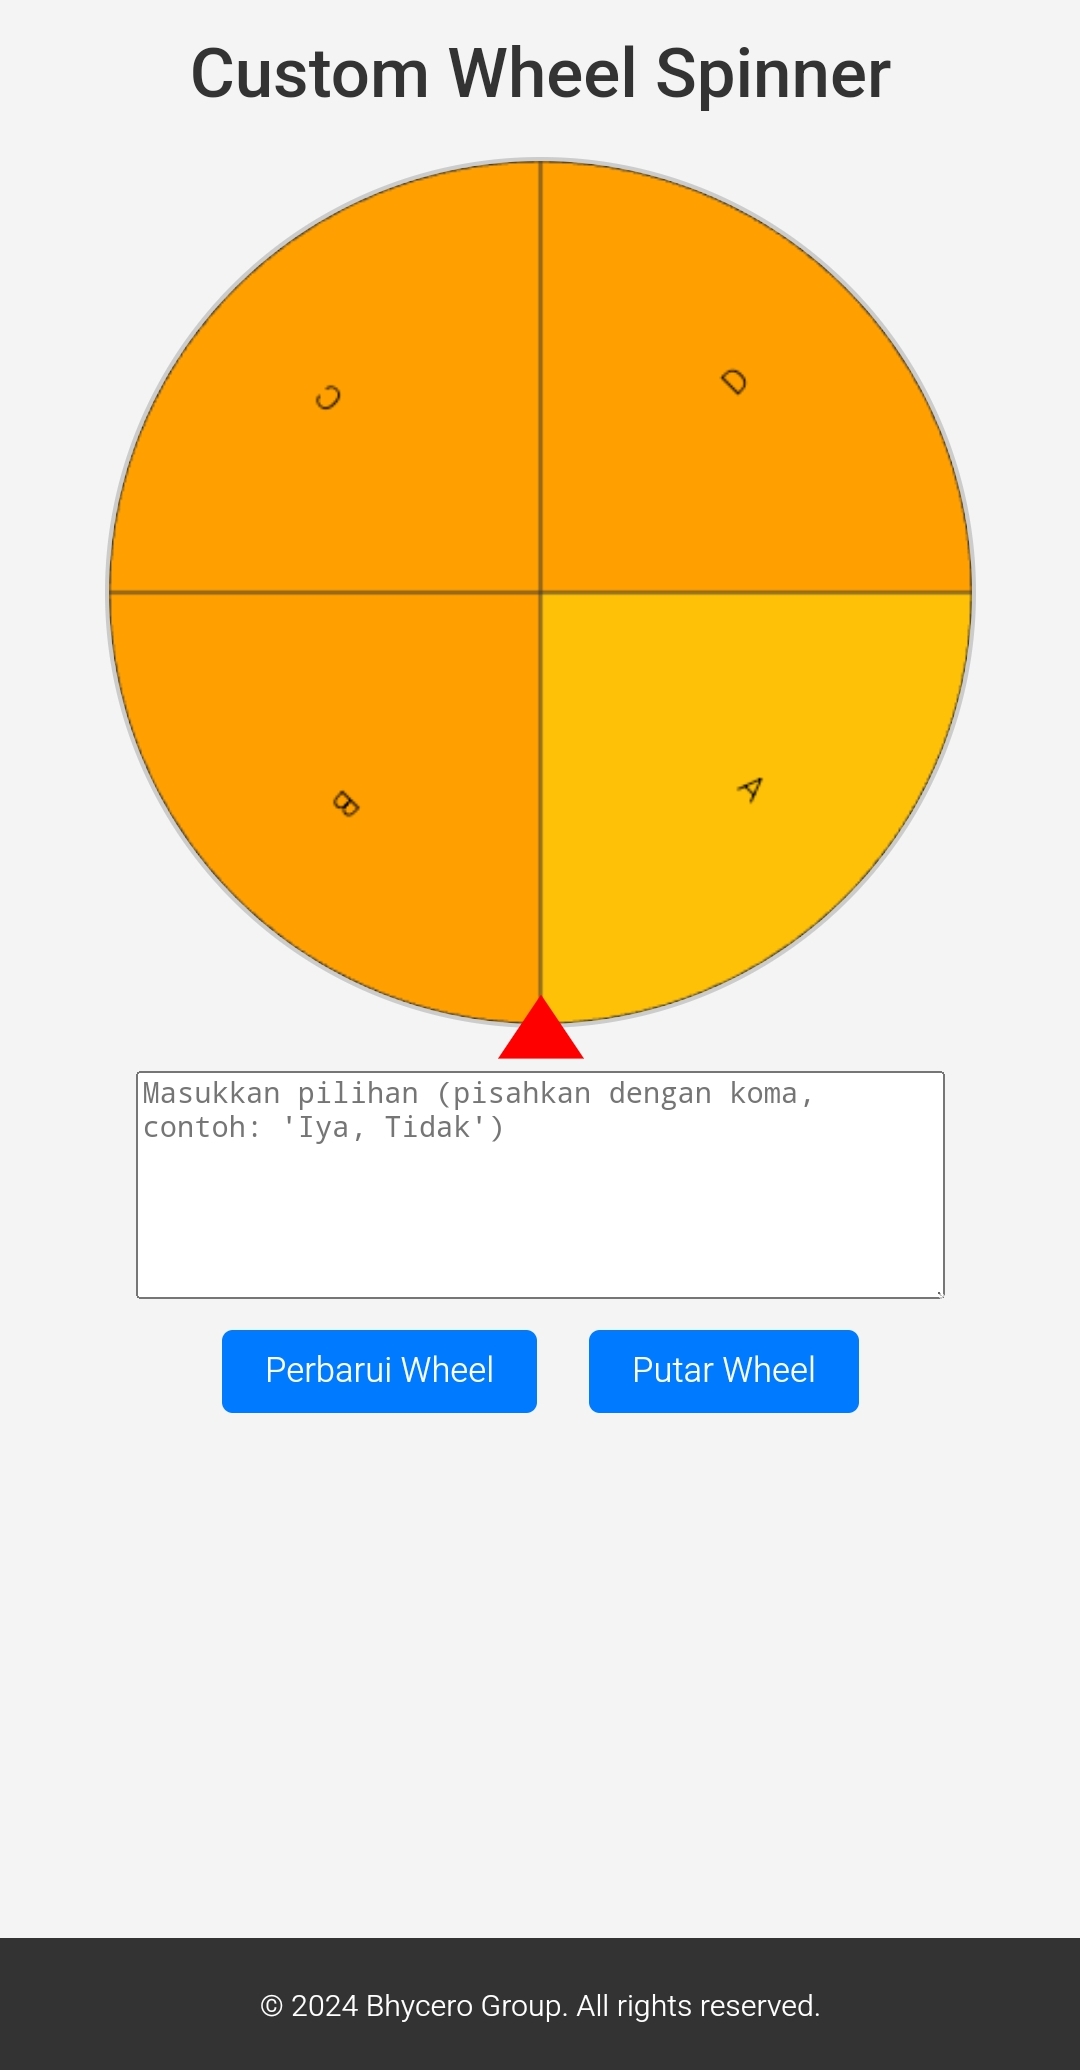 Custom Wheel Spinner
C
D
B
A
Masukkan pilihan (pisahkan dengan koma,
contoh: 'Iya, Tidak')
Perbarui Wheel
Putar Wheel
© 2024 Bhycero Group. All rights reserved.